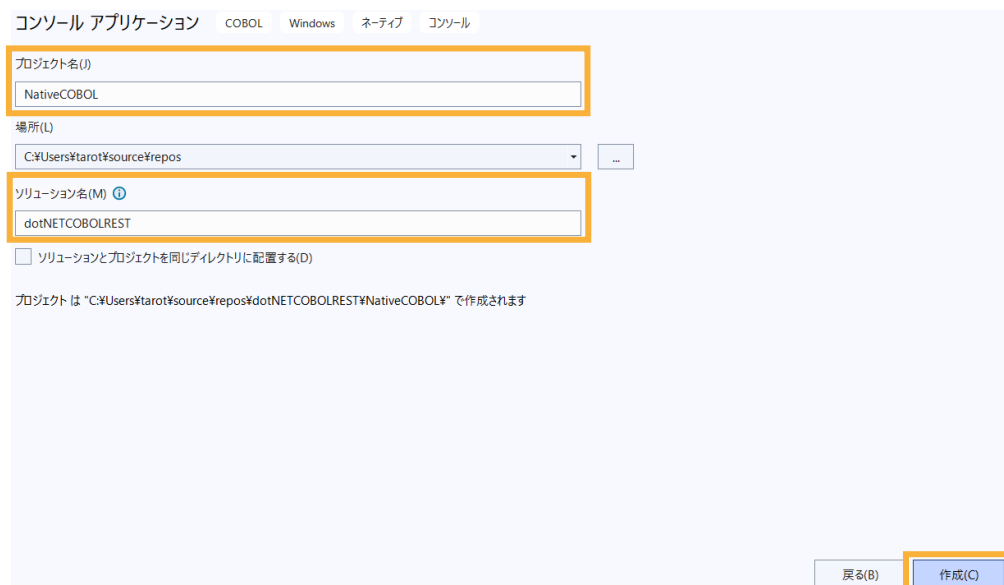 コンソール アプリケーション COBOL Windows ネーティブ コンソール
プロジェクト名(J)
NativeCOBOL
場所(L)
C:¥Users¥tarot¥source¥repos
...
ソリューション名(M)
dotNETCOBOLREST
ソリューションとプロジェクトを同じディレクトリに配置する(D)
プロジェクト は "C:¥Users¥tarot¥source¥repos¥dotNETCOBOLREST¥NativeCOBOL¥" で作成されます
戻る(B) 作成(C)